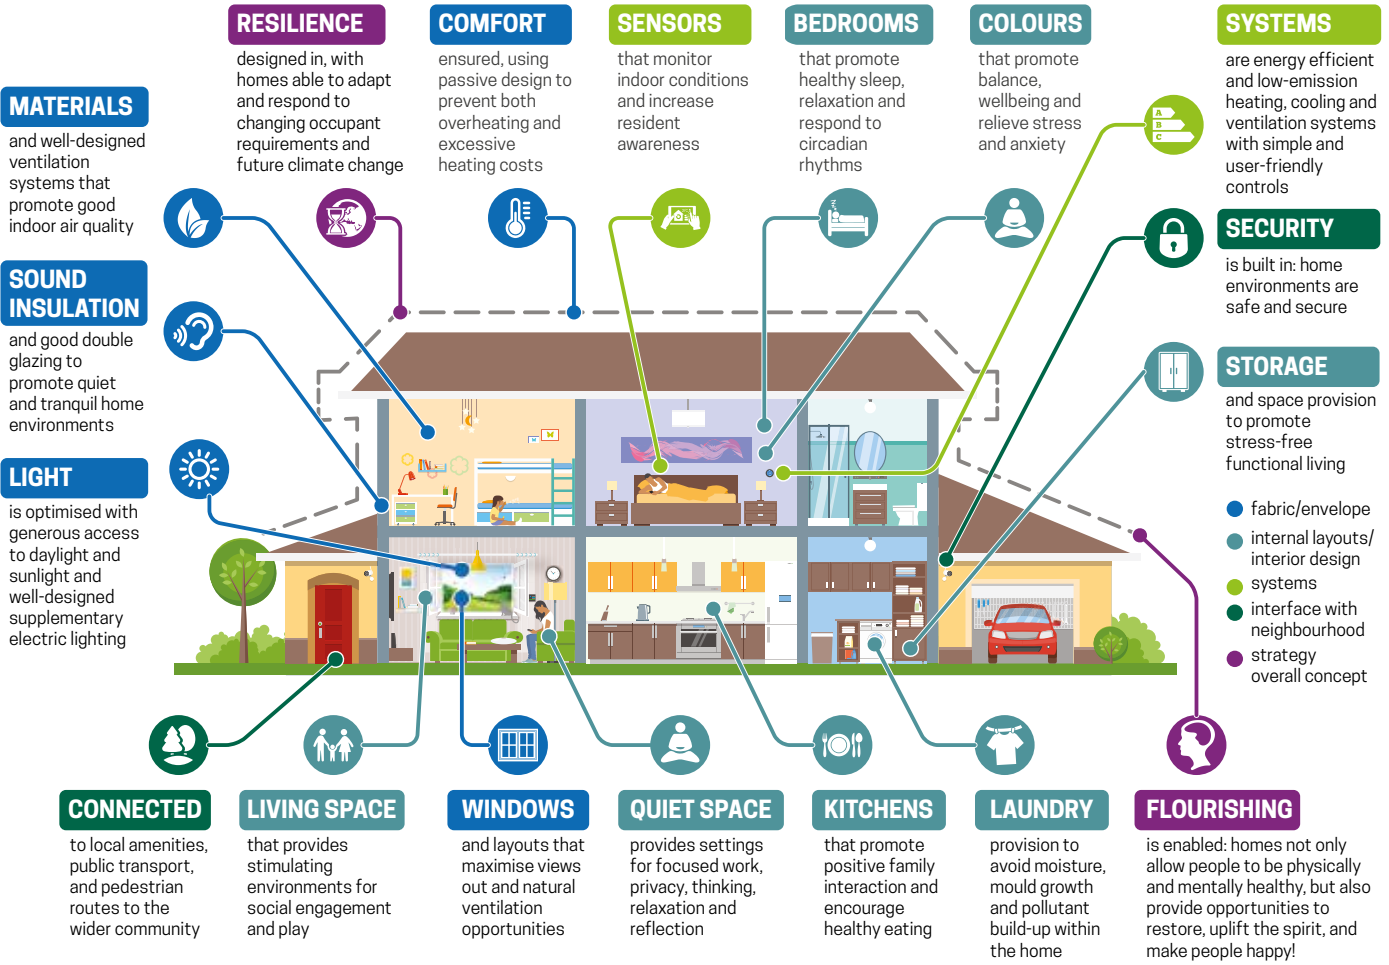 RESILIENCE
designed in, with
homes able to adapt
and respond to
changing occupant
requirements and
future climate change
COMFORT
ensured, using
passive design to
prevent both
overheating and
excessive
heating costs
SENSORS
that monitor
indoor conditions
and increase
resident
awareness
BEDROOMS
that promote
healthy sleep,
relaxation and
respond to
circadian
rhythms
COLOURS
that promote
balance,
wellbeing and
relieve stress
and anxiety
SYSTEMS
are energy efficient
and low-emission
heating, cooling and
ventilation systems
with simple and
user-friendly
controls
A
B
C
MATERIALS
and well-designed
ventilation
systems that
promote good
indoor air quality
SOUND
INSULATION
and good double
glazing to
promote quiet
and tranquil home
environments
LIGHT
is optimised with
generous access
to daylight and
sunlight and
well-designed
supplementary
electric lighting
SECURITY
is built in: home
environments are
safe and secure
STORAGE
and space provision
to promote
stress-free
functional living
fabric/envelope
internal layouts/
interior design
systems
interface with
neighbourhood
strategy
overall concept
CONNECTED
to local amenities,
public transport,
and pedestrian
routes to the
wider community
LIVING SPACE
that provides
stimulating
environments for
social engagement
and play
WINDOWS
and layouts that
maximise views
out and natural
ventilation
opportunities
QUIET SPACE
provides settings
for focused work,
privacy, thinking,
relaxation and
reflection
KITCHENS
that promote
positive family
interaction and
encourage
healthy eating
LAUNDRY
provision to
avoid moisture,
mould growth
and pollutant
build-up within
the home
FLOURISHING
is enabled: homes not only
allow people to be physically
and mentally healthy, but also
provide opportunities to
restore, uplift the spirit, and
make people happy!